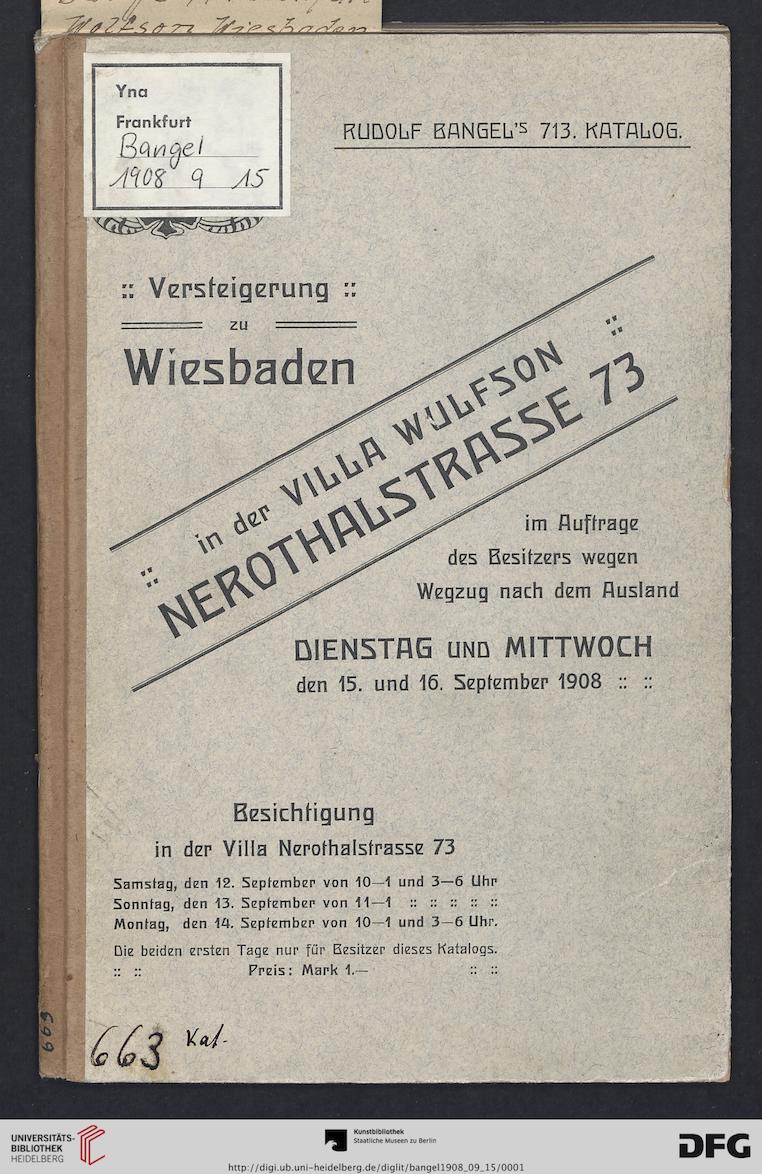 Wolfson Wiesbaden
Yna
Frankfurt
Bangel
1908 9 15
RUDOLF BANGEL'S 713. KATALOG.
:: Versteigerung ::
zu
Wiesbaden
in der VILLA WULFSON ::
:: NEROTHALSTRASSE 73
im Auftrage
des Besitzers wegen
Wegzug nach dem Ausland
DIENSTAG UND MITTWOCH
den 15. und 16. September 1908 :: ::
Besichtigung
in der Villa Nerothalstrasse 73
Samstag, den 12. September von 10—1 und 3—6 Uhr
Sonntag, den 13. September von 11—1 :: :: :: :: ::
Montag, den 14. September von 10—1 und 3—6 Uhr.
Die beiden ersten Tage nur für Besitzer dieses Katalogs.
:: :: Preis: Mark 1.— :: ::
663 Kat.
UNIVERSITÄTS-
BIBLIOTHEK
HEIDELBERG
Kunstbibliothek
Staatliche Museen zu Berlin
DFG
http://digi.ub.uni-heidelberg.de/diglit/bangel1908_09_15/0001